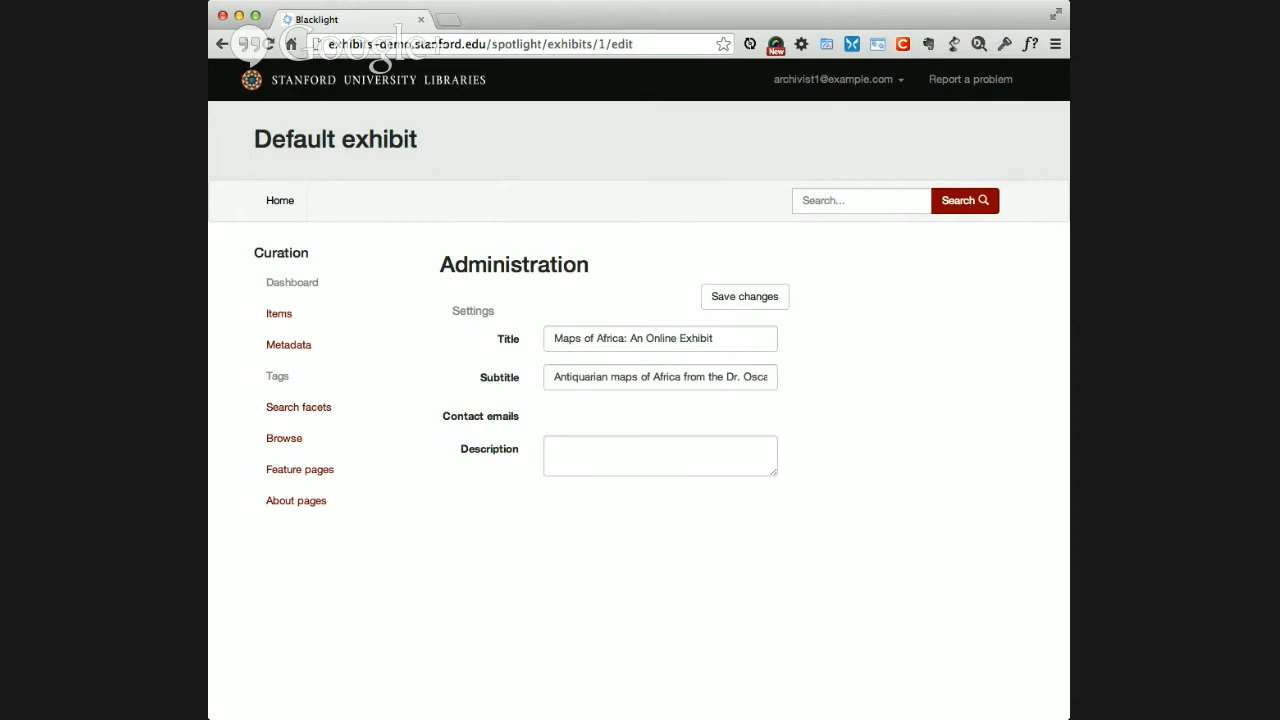 Blacklight
Google+
exhibits-demo.stanford.edu/spotlight/exhibits/1/edit
New
f?
STANFORD UNIVERSITY LIBRARIES
archivist1@example.com
Report a problem
Default exhibit
Home
Search...
Search
Curation
Dashboard
Items
Metadata
Tags
Search facets
Browse
Feature pages
About pages
Administration
Save changes
Settings
Title
Maps of Africa: An Online Exhibit
Subtitle
Antiquarian maps of Africa from the Dr. Osca
Contact emails
Description